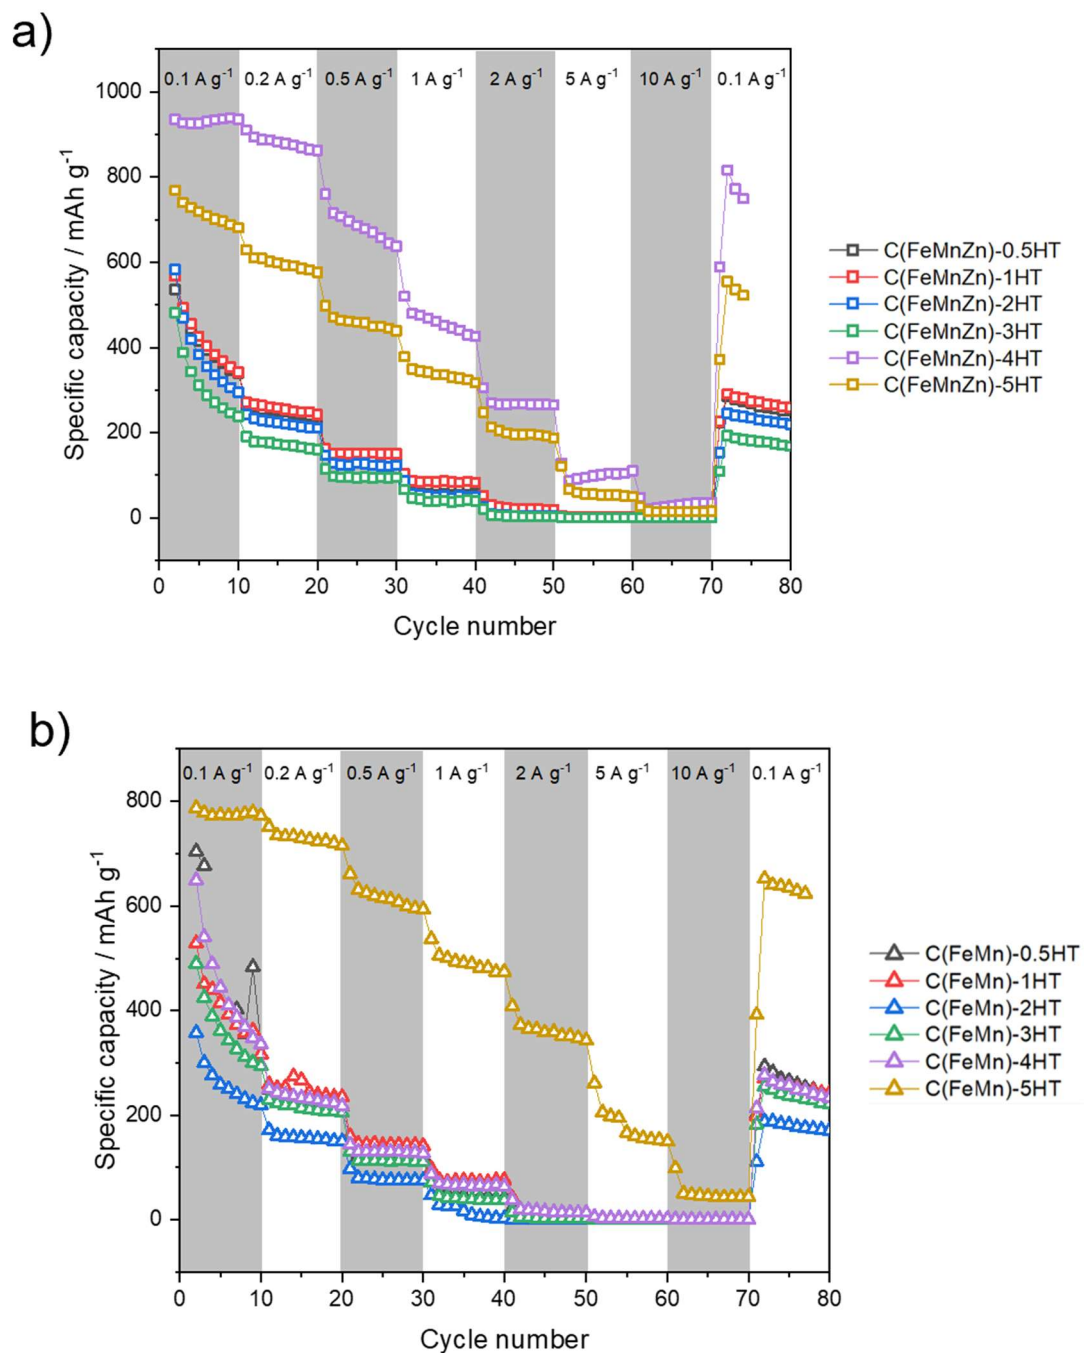 a)
0.1 A g⁻¹ 0.2 A g⁻¹ 0.5 A g⁻¹ 1 A g⁻¹ 2 A g⁻¹ 5 A g⁻¹ 10 A g⁻¹ 0.1 A g⁻¹
1000
800
600
400
200
0
Specific capacity / mAh g⁻¹
0 10 20 30 40 50 60 70 80
Cycle number
C(FeMnZn)-0.5HT
C(FeMnZn)-1HT
C(FeMnZn)-2HT
C(FeMnZn)-3HT
C(FeMnZn)-4HT
C(FeMnZn)-5HT
b)
0.1 A g⁻¹ 0.2 A g⁻¹ 0.5 A g⁻¹ 1 A g⁻¹ 2 A g⁻¹ 5 A g⁻¹ 10 A g⁻¹ 0.1 A g⁻¹
800
600
400
200
0
Specific capacity / mAh g⁻¹
0 10 20 30 40 50 60 70 80
Cycle number
C(FeMn)-0.5HT
C(FeMn)-1HT
C(FeMn)-2HT
C(FeMn)-3HT
C(FeMn)-4HT
C(FeMn)-5HT